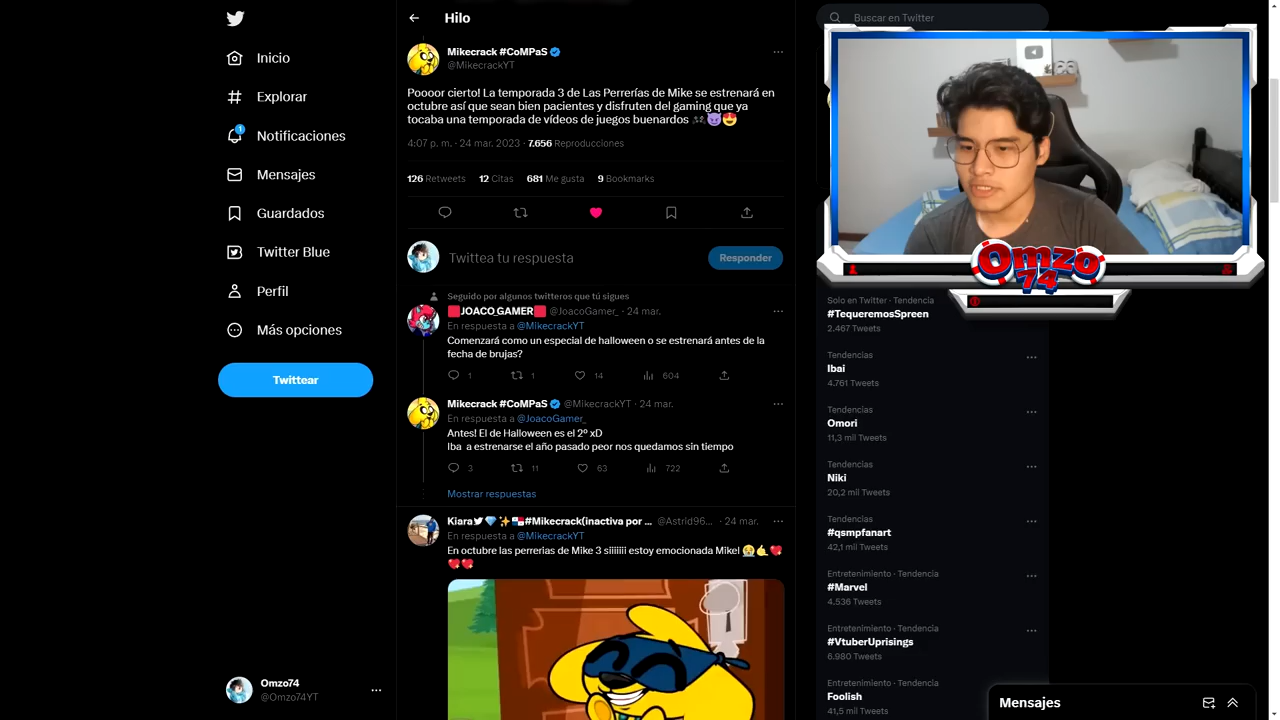 Inicio
Explorar
1
Notificaciones
Mensajes
Guardados
Twitter Blue
Perfil
Más opciones
Twittear
Omzo74
@Omzo74YT
Hilo
Mikecrack #CoMPaS
@MikecrackYT
Poooor cierto! La temporada 3 de Las Perrerías de Mike se estrenará en
octubre así que sean bien pacientes y disfruten del gaming que ya
tocaba una temporada de vídeos de juegos buenardos 🎮😈😍
4:07 p. m. · 24 mar. 2023 · 7.656 Reproducciones
126 Retweets 12 Citas 681 Me gusta 9 Bookmarks
Twittea tu respuesta
Responder
Seguido por algunos twitteros que tú sigues
🟥JOACO_GAMER🟥 @JoacoGamer_ · 24 mar.
En respuesta a @MikecrackYT
Comenzará como un especial de halloween o se estrenará antes de la
fecha de brujas?
1 1 14 604
Mikecrack #CoMPaS @MikecrackYT · 24 mar.
En respuesta a @JoacoGamer_
Antes! El de Halloween es el 2º xD
Iba a estrenarse el año pasado peor nos quedamos sin tiempo
3 11 63 722
Mostrar respuestas
Kiara🐦💎✨🇵🇦#Mikecrack(inactiva por ... @Astrid96... · 24 mar.
En respuesta a @MikecrackYT
En octubre las perrerias de Mike 3 siiiiiii estoy emocionada Mikel 😭🤙💖
💖💖
Buscar en Twitter
Omzo
74
Solo en Twitter · Tendencia
#TequeremosSpreen
2.467 Tweets
Tendencias
Ibai
4.761 Tweets
Tendencias
Omori
11,3 mil Tweets
Tendencias
Niki
20,2 mil Tweets
Tendencias
#qsmpfanart
42,1 mil Tweets
Entretenimiento · Tendencia
#Marvel
4.536 Tweets
Entretenimiento · Tendencia
#VtuberUprisings
6.980 Tweets
Entretenimiento · Tendencia
Foolish
41,5 mil Tweets
Mensajes